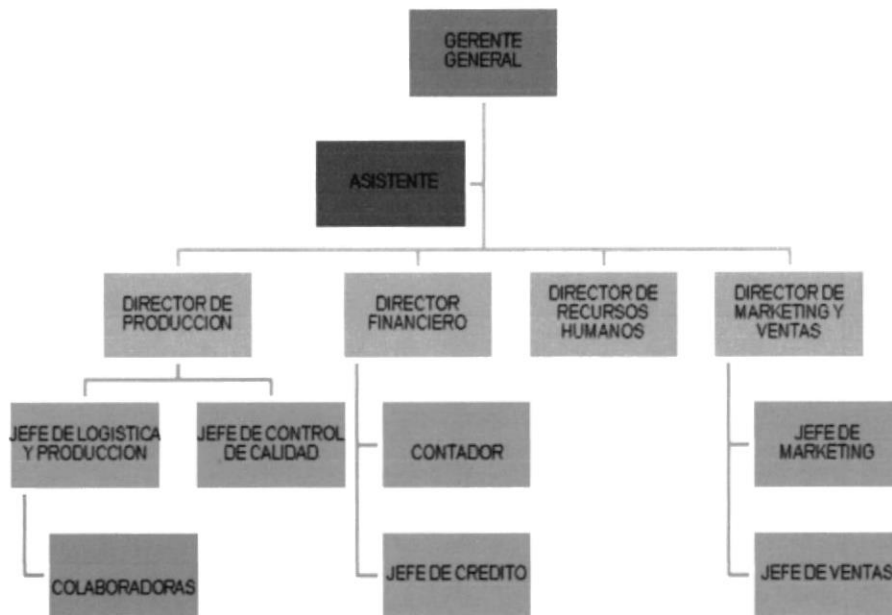 GERENTE
GENERAL
ASISTENTE
DIRECTOR DE
PRODUCCION
DIRECTOR
FINANCIERO
DIRECTOR DE
RECURSOS
HUMANOS
DIRECTOR DE
MARKETING Y
VENTAS
JEFE DE LOGISTICA
Y PRODUCCION
JEFE DE CONTROL
DE CALIDAD
CONTADOR
JEFE DE
MARKETING
COLABORADORAS
JEFE DE CREDITO
JEFE DE VENTAS